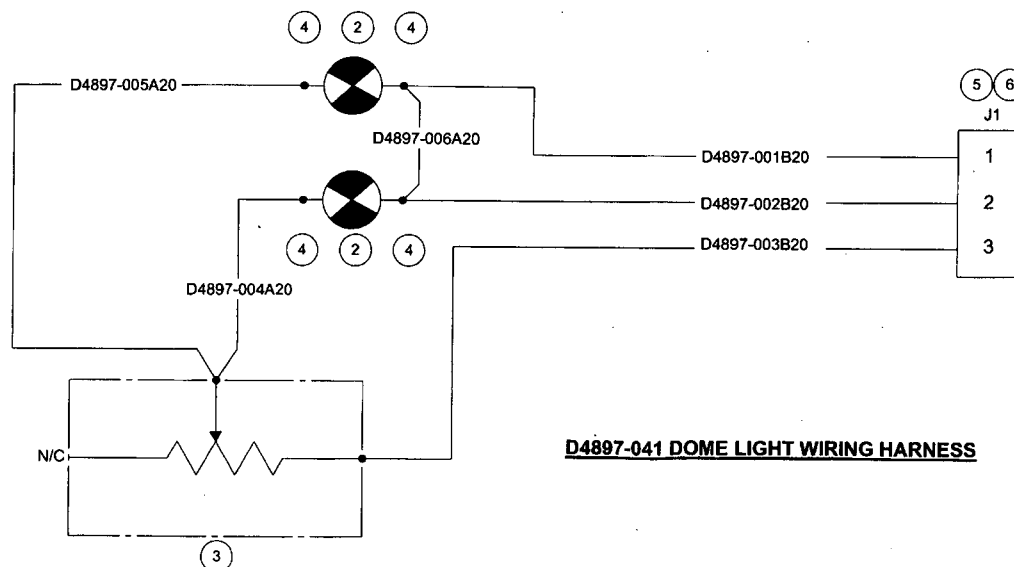 4 2 4
D4897-005A20
5 6
J1
D4897-006A20
D4897-001B20
1
D4897-002B20
2
D4897-003B20
3
4 2 4
D4897-004A20
N/C
D4897-041 DOME LIGHT WIRING HARNESS
3